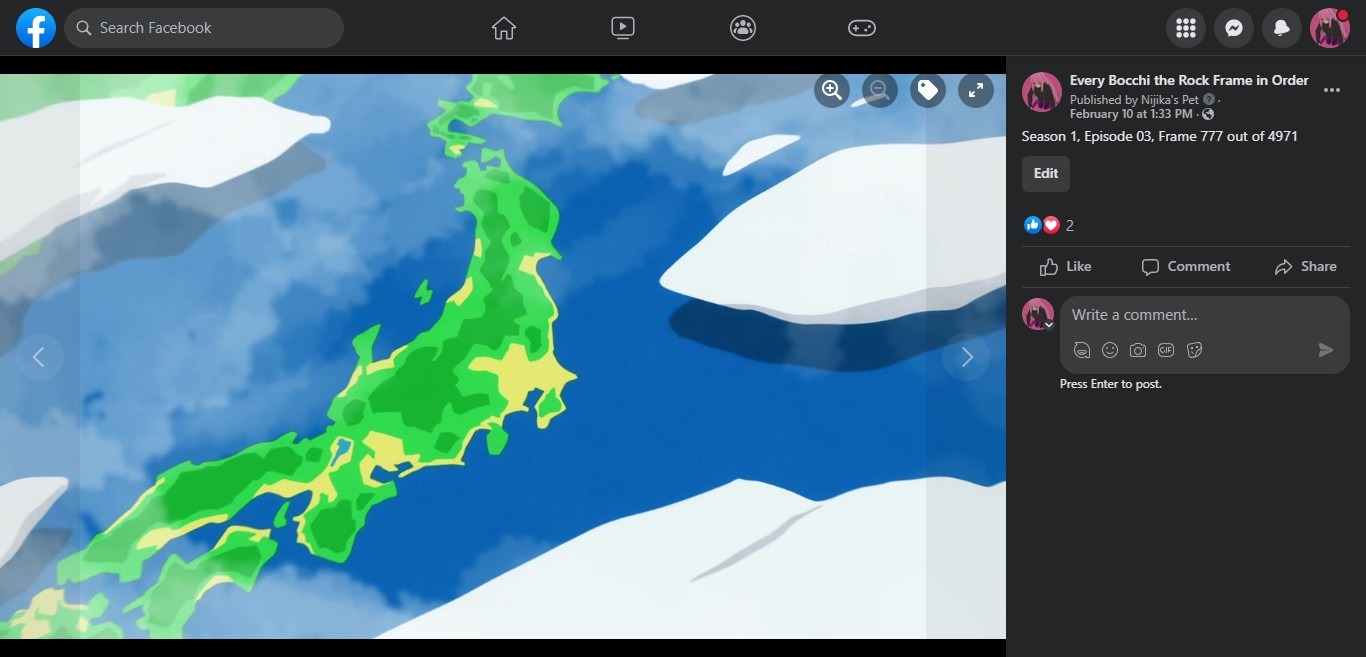 Search Facebook
Every Bocchi the Rock Frame in Order
Published by Nijika's Pet ·
February 10 at 1:33 PM ·
Season 1, Episode 03, Frame 777 out of 4971
Edit
2
Like
Comment
Share
Write a comment...
GIF
Press Enter to post.